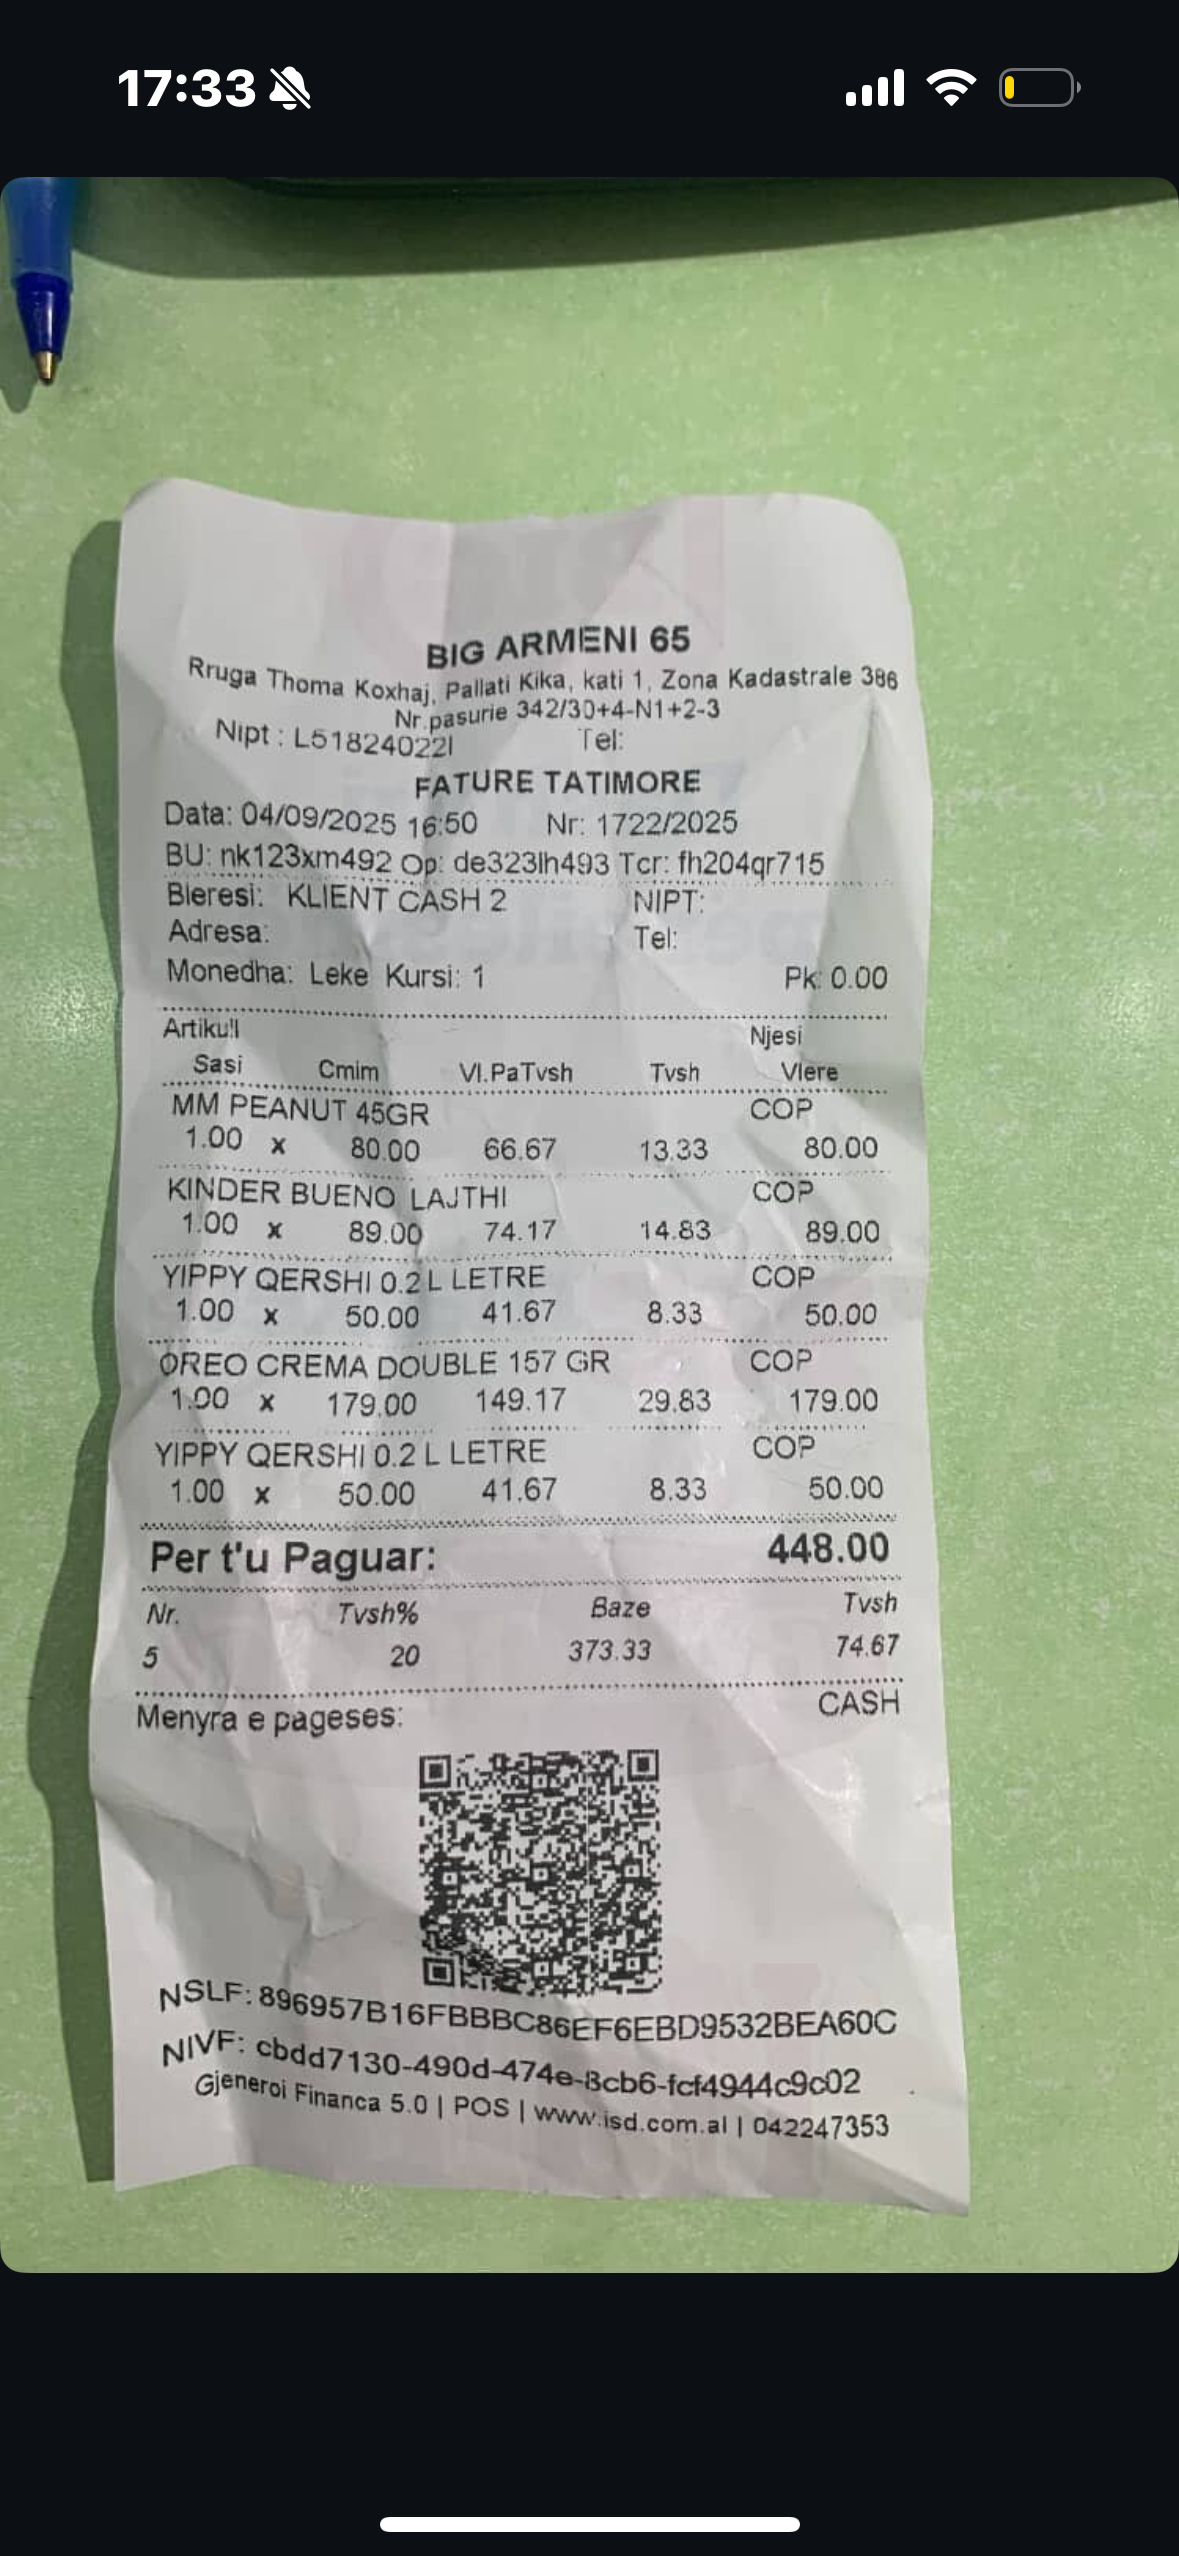 17:33
BIG ARMENI 65
Rruga Thoma Koxhaj, Pallati Kika, kati 1, Zona Kadastrale 386
Nr.pasurie 342/30+4-N1+2-3
Nipt : L51824022I Tel:
FATURE TATIMORE
Data: 04/09/2025 16:50 Nr: 1722/2025
BU: nk123xm492 Op: de323lh493 Tcr: fh204qr715
Bleresi: KLIENT CASH 2 NIPT:
Adresa: Tel:
Monedha: Leke Kursi: 1 Pk: 0.00
Artikulli Njesi
Sasi Cmim Vl.PaTvsh Tvsh Vlere
MM PEANUT 45GR COP
1.00 x 80.00 66.67 13.33 80.00
KINDER BUENO LAJTHI COP
1.00 x 89.00 74.17 14.83 89.00
YIPPY QERSHI 0.2 L LETRE COP
1.00 x 50.00 41.67 8.33 50.00
OREO CREMA DOUBLE 157 GR COP
1.00 x 179.00 149.17 29.83 179.00
YIPPY QERSHI 0.2 L LETRE COP
1.00 x 50.00 41.67 8.33 50.00
Per t'u Paguar: 448.00
Nr. Tvsh% Baze Tvsh
5 20 373.33 74.67
Menyra e pageses: CASH
NSLF: 896957B16FBBBC86EF6EBD9532BEA60C
NIVF: cbdd7130-490d-474e-8cb6-fcf4944c9c02
Gjeneroi Financa 5.0 | POS | www.isd.com.al | 042247353